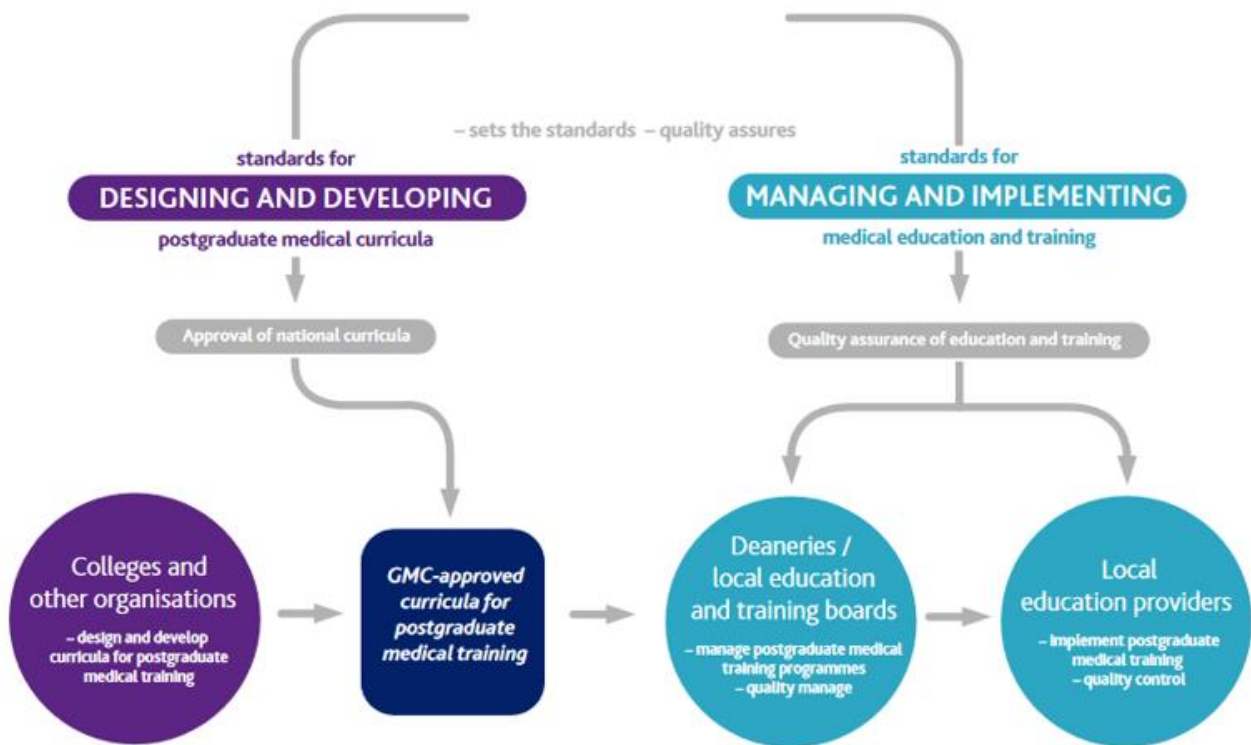 – sets the standards – quality assures
standards for
DESIGNING AND DEVELOPING
postgraduate medical curricula
standards for
MANAGING AND IMPLEMENTING
medical education and training
Approval of national curricula
Quality assurance of education and training
Colleges and
other organisations
– design and develop
curricula for postgraduate
medical training
GMC-approved
curricula for
postgraduate
medical training
Deaneries /
local education
and training boards
– manage postgraduate medical
training programmes
– quality manage
Local
education providers
– implement postgraduate
medical training
– quality control